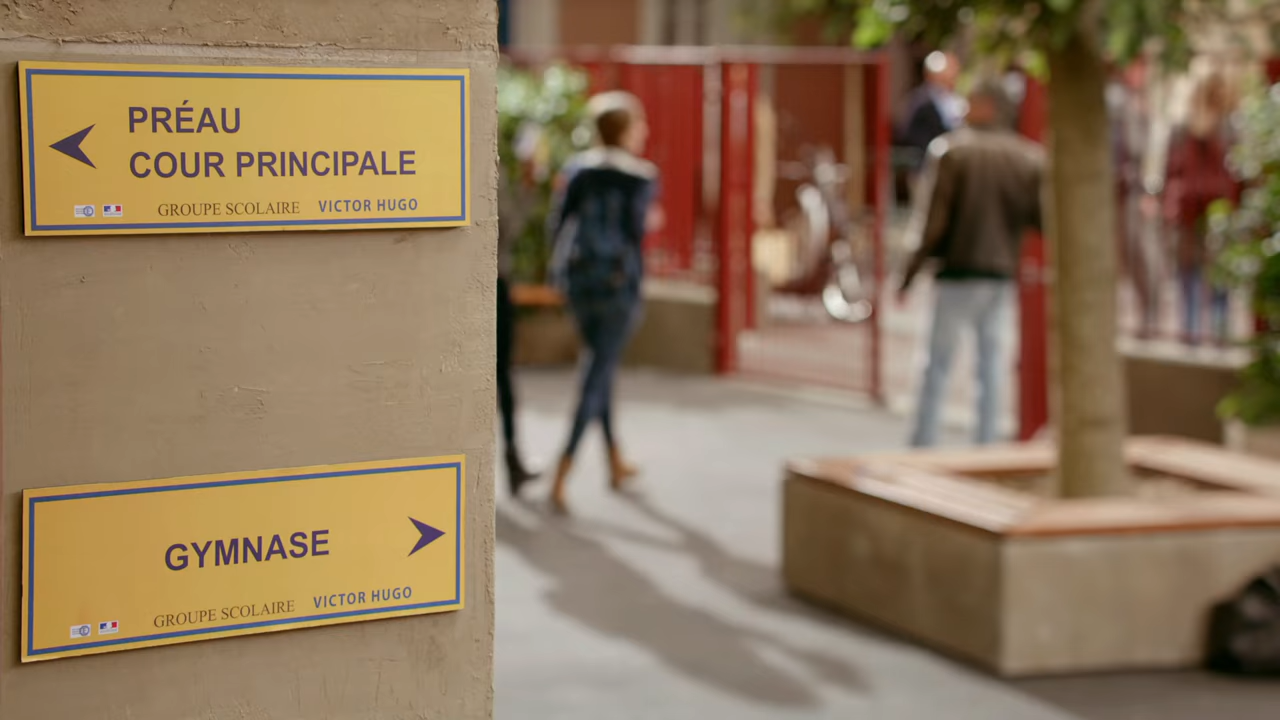 PRÉAU
COUR PRINCIPALE
GROUPE SCOLAIRE VICTOR HUGO
GYMNASE
GROUPE SCOLAIRE VICTOR HUGO